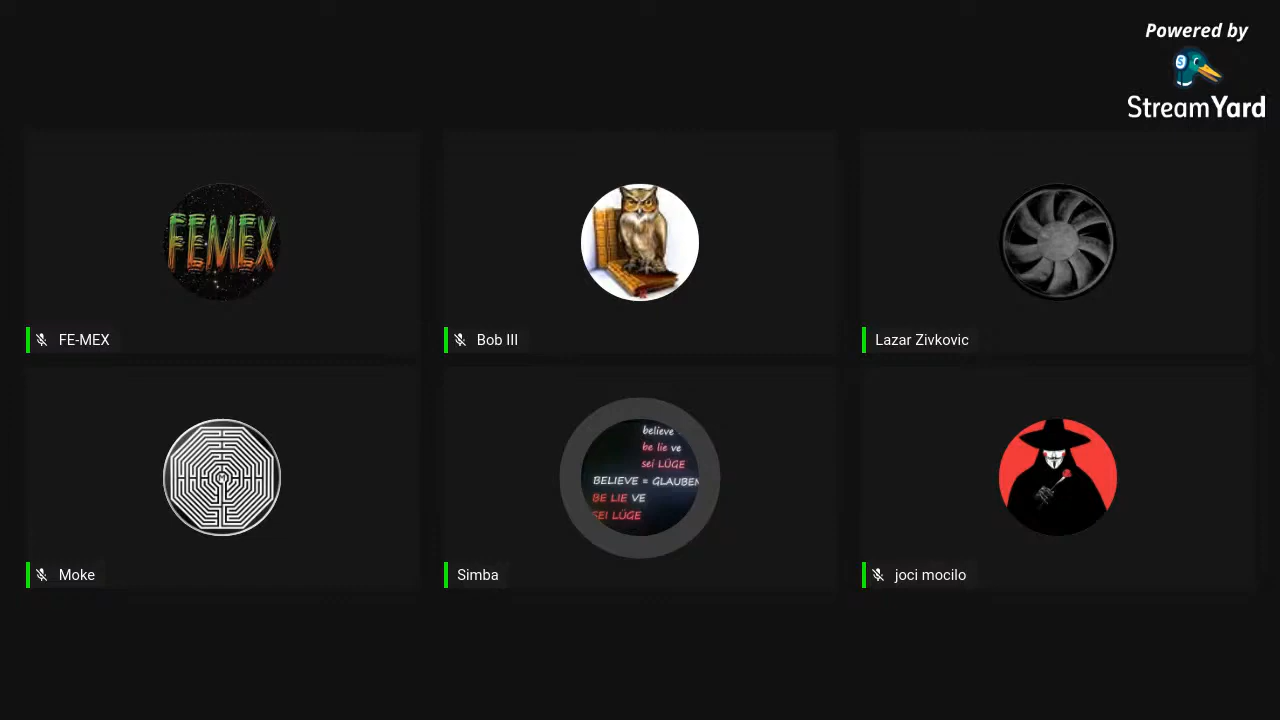 Powered by
S
StreamYard
FEMEX
FE-MEX
Bob III
Lazar Zivkovic
believe
be lie ve
sei LÜGE
BELIEVE = GLAUBEN
BE LIE VE
SEI LÜGE
Moke
Simba
joci mocilo